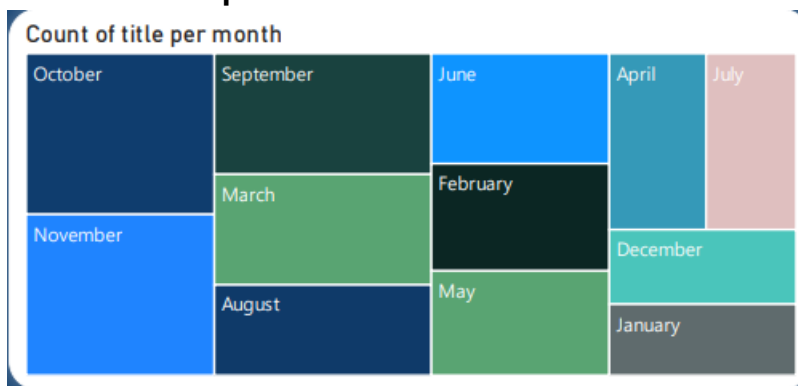 Count of title per month
October
September
June
April
July
March
February
November
December
August
May
January